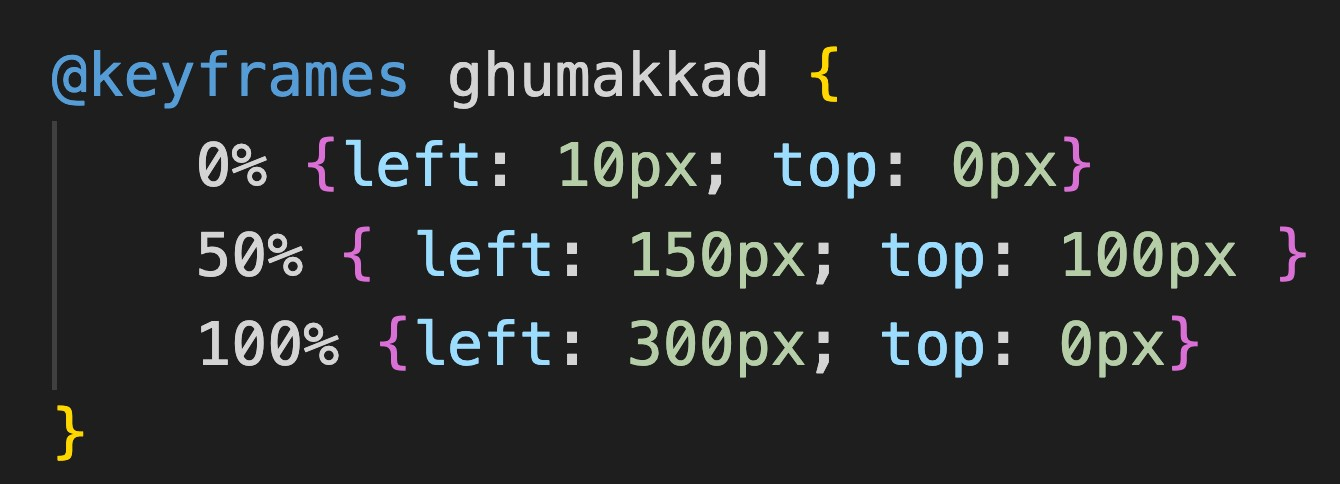 @keyframes ghumakkad {
0% {left: 10px; top: 0px}
50% { left: 150px; top: 100px }
100% {left: 300px; top: 0px}
}